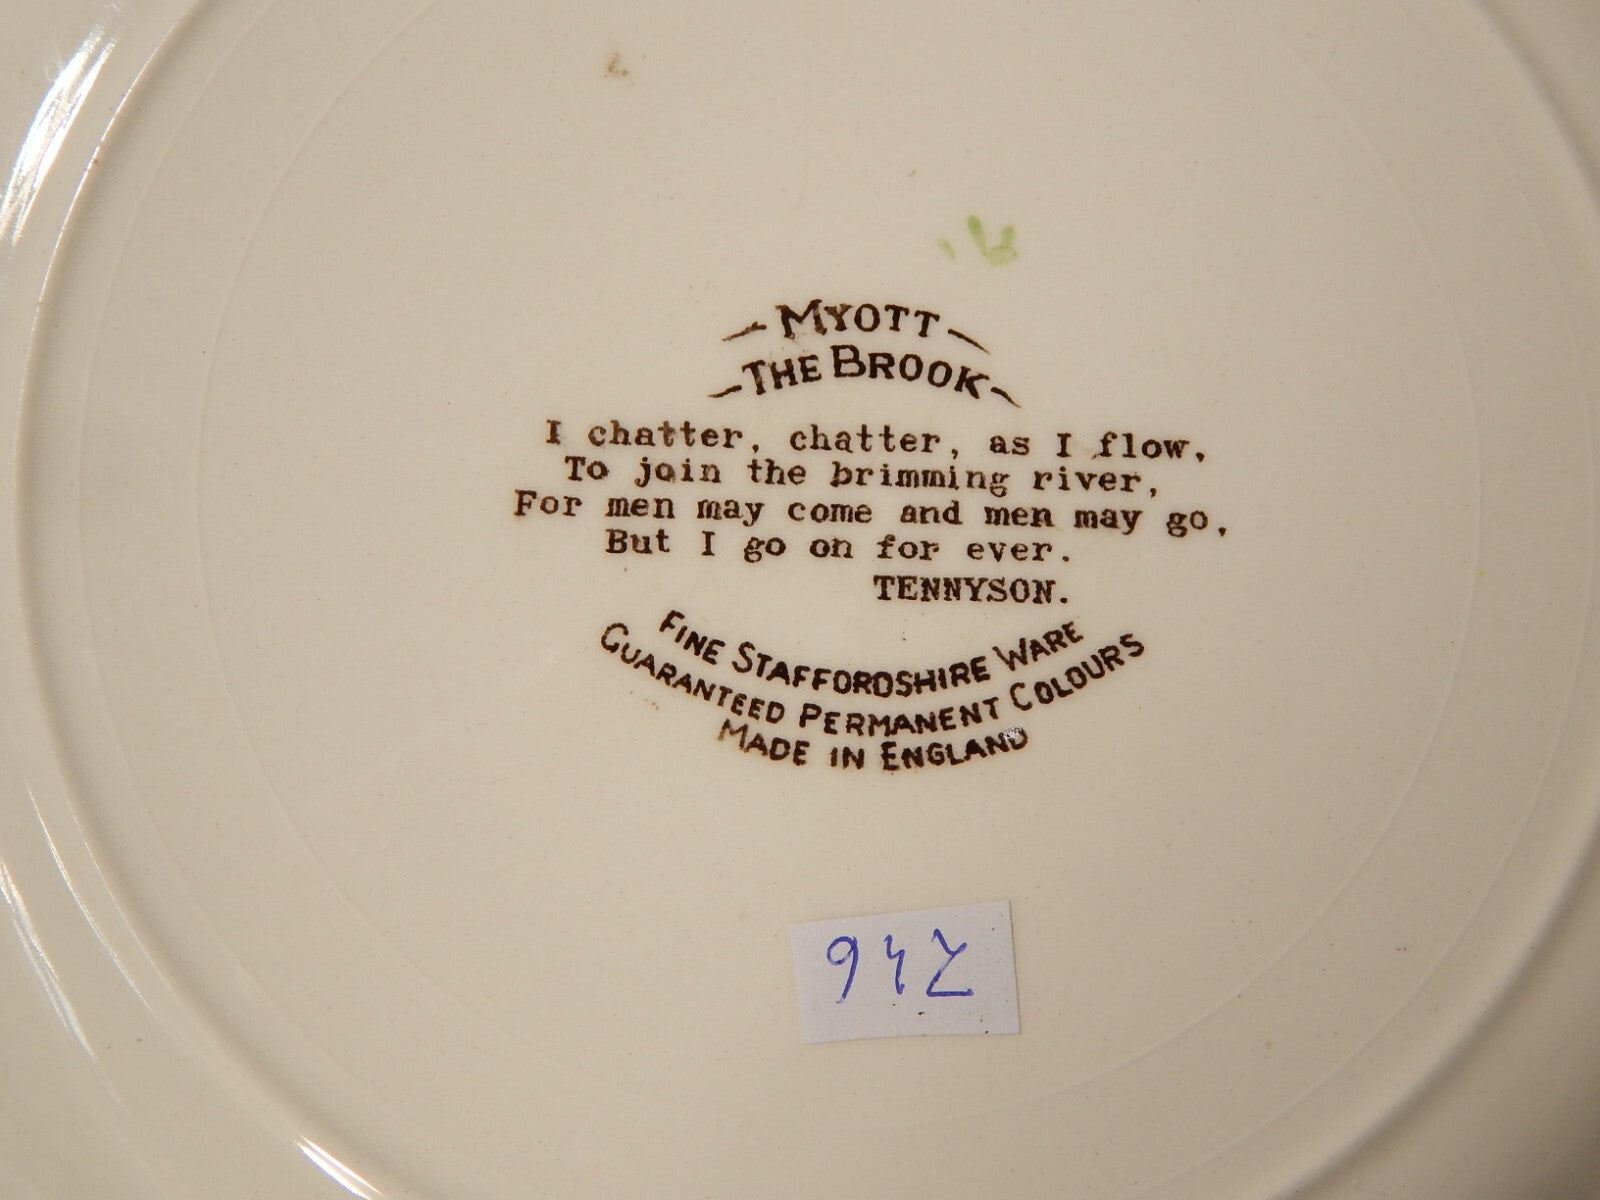 MYOTT
THE BROOK
I chatter, chatter, as I flow,
To join the brimming river,
For men may come and men may go,
But I go on for ever.
TENNYSON.
FINE STAFFORDSHIRE WARE
GUARANTEED PERMANENT COLOURS
MADE IN ENGLAND
942